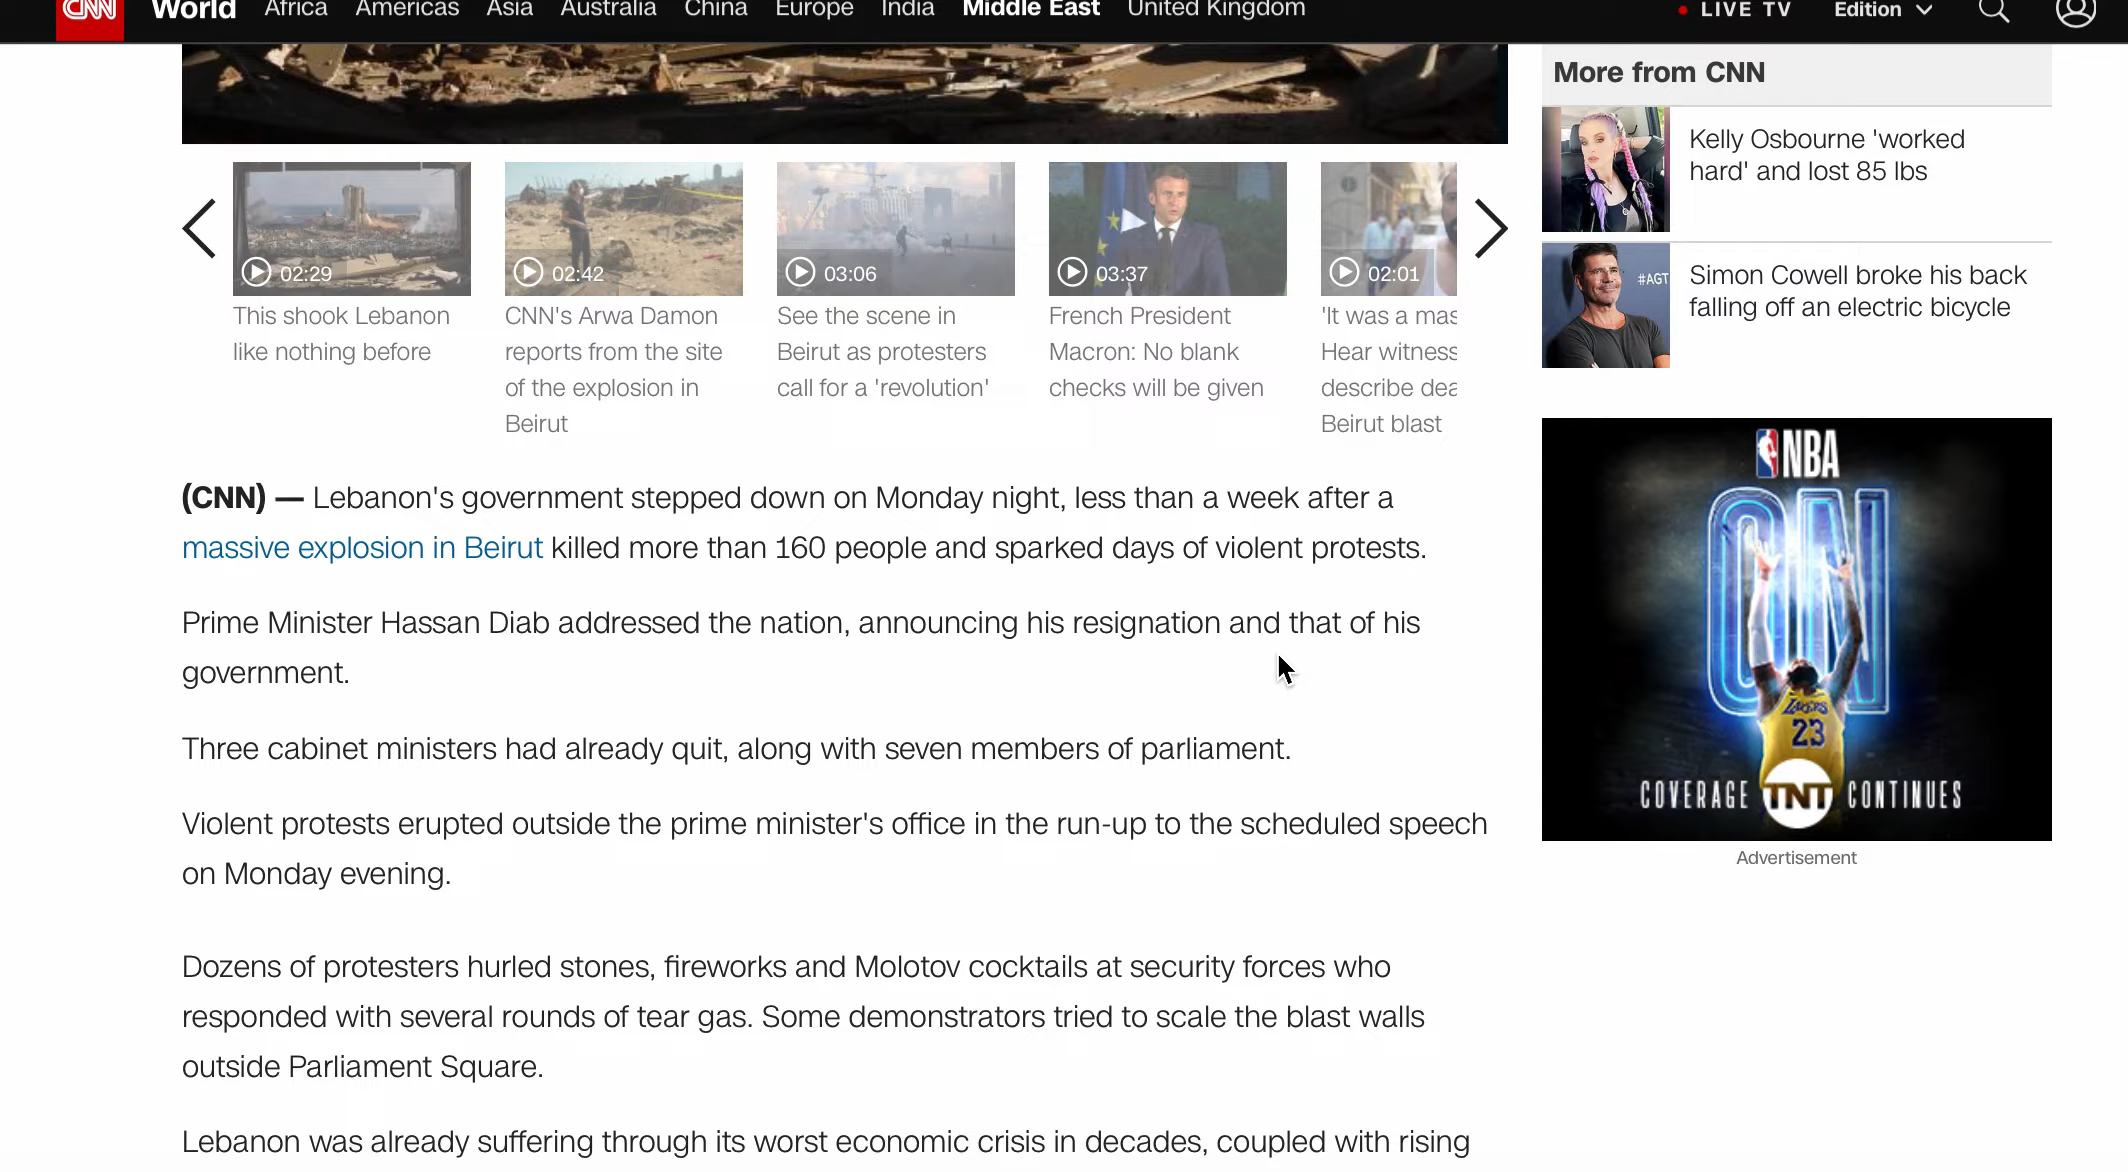 CNN World Africa Americas Asia Australia China Europe India Middle East United Kingdom LIVE TV Edition
02:29
This shook Lebanon
like nothing before
02:42
CNN's Arwa Damon
reports from the site
of the explosion in
Beirut
03:06
See the scene in
Beirut as protesters
call for a 'revolution'
03:37
French President
Macron: No blank
checks will be given
02:01
'It was a mas
Hear witness
describe dea
Beirut blast
(CNN) — Lebanon's government stepped down on Monday night, less than a week after a
massive explosion in Beirut killed more than 160 people and sparked days of violent protests.
Prime Minister Hassan Diab addressed the nation, announcing his resignation and that of his
government.
Three cabinet ministers had already quit, along with seven members of parliament.
Violent protests erupted outside the prime minister's office in the run-up to the scheduled speech
on Monday evening.
Dozens of protesters hurled stones, fireworks and Molotov cocktails at security forces who
responded with several rounds of tear gas. Some demonstrators tried to scale the blast walls
outside Parliament Square.
Lebanon was already suffering through its worst economic crisis in decades, coupled with rising
More from CNN
Kelly Osbourne 'worked
hard' and lost 85 lbs
#AGT
Simon Cowell broke his back
falling off an electric bicycle
NBA
ON
LAKERS
23
COVERAGE TNT CONTINUES
Advertisement